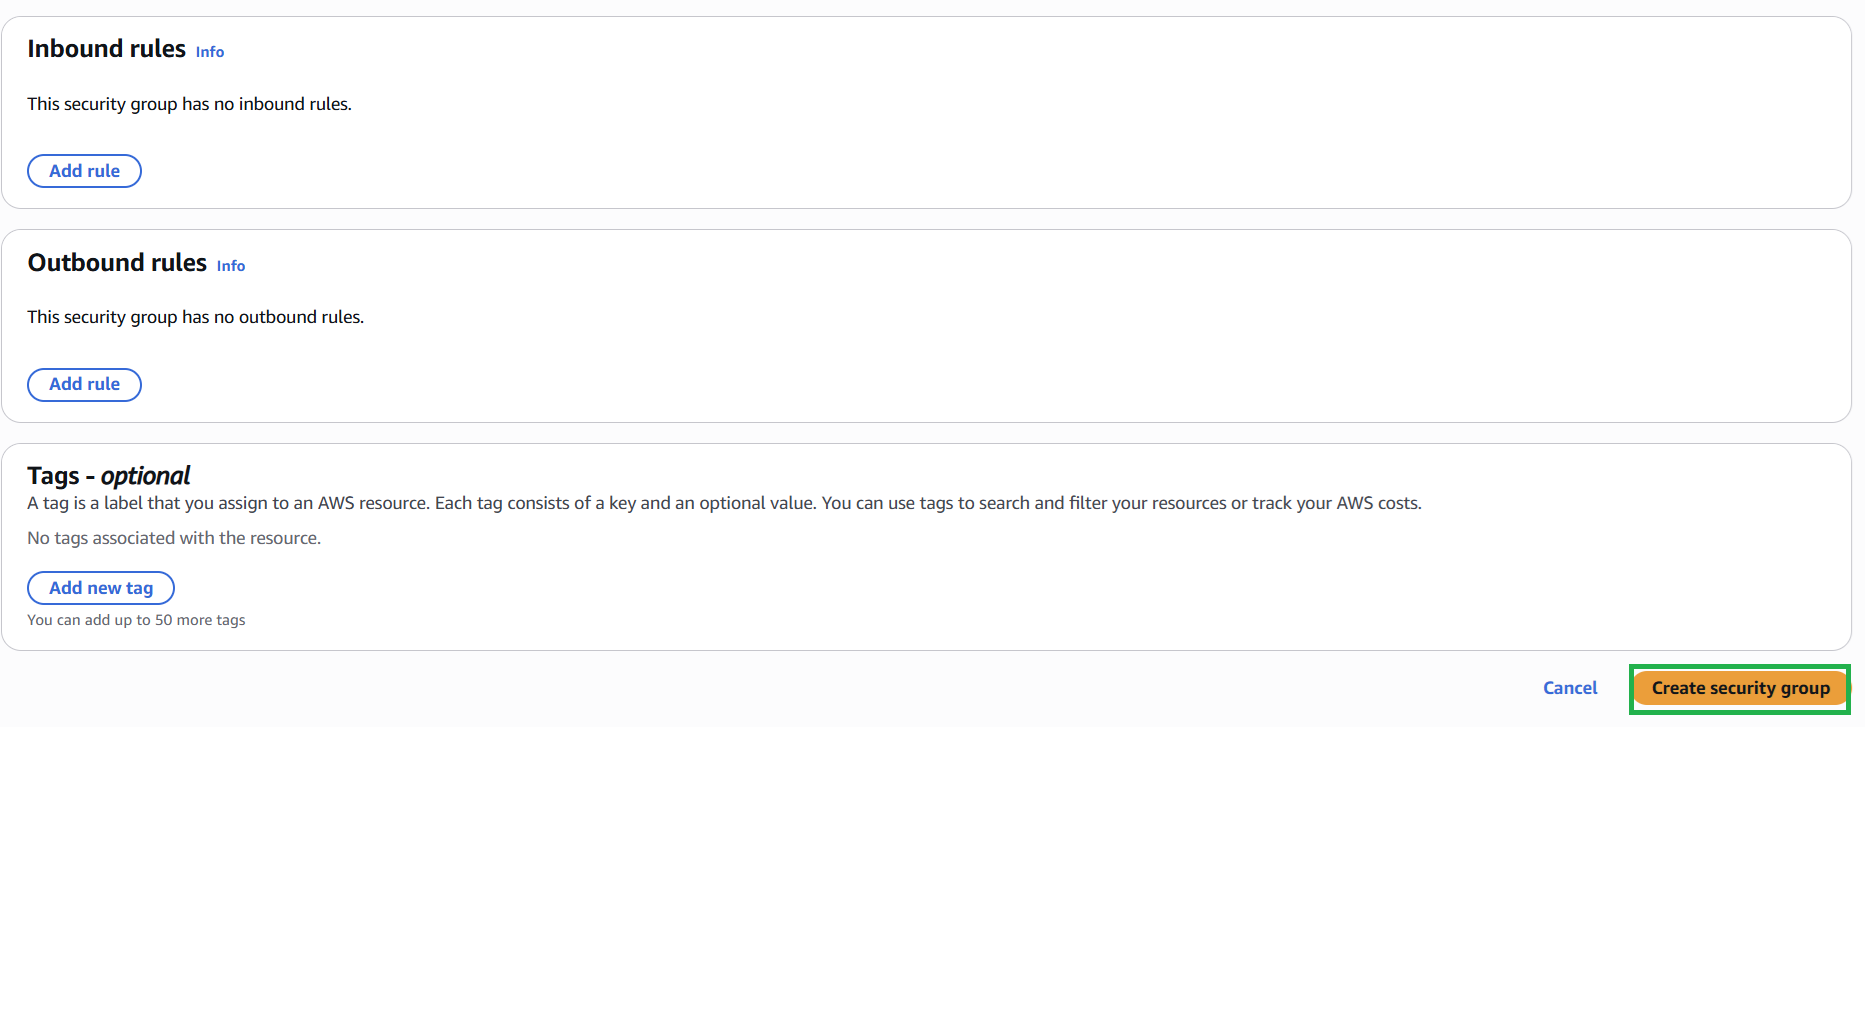 Inbound rules Info
This security group has no inbound rules.
Add rule
Outbound rules Info
This security group has no outbound rules.
Add rule
Tags - optional
A tag is a label that you assign to an AWS resource. Each tag consists of a key and an optional value. You can use tags to search and filter your resources or track your AWS costs.
No tags associated with the resource.
Add new tag
You can add up to 50 more tags
Cancel Create security group